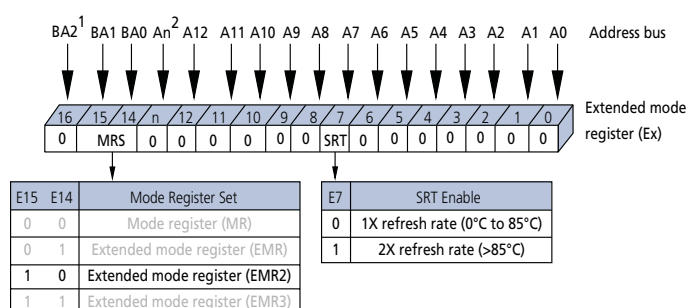 BA2¹ BA1 BA0 An² A12 A11 A10 A9 A8 A7 A6 A5 A4 A3 A2 A1 A0 Address bus
16 15 14 n 12 11 10 9 8 7 6 5 4 3 2 1 0 Extended mode
0 MRS 0 0 0 0 0 0 SRT 0 0 0 0 0 0 0 register (Ex)
E15 E14 Mode Register Set
0 0 Mode register (MR)
0 1 Extended mode register (EMR)
1 0 Extended mode register (EMR2)
1 1 Extended mode register (EMR3)
E7 SRT Enable
0 1X refresh rate (0°C to 85°C)
1 2X refresh rate (>85°C)